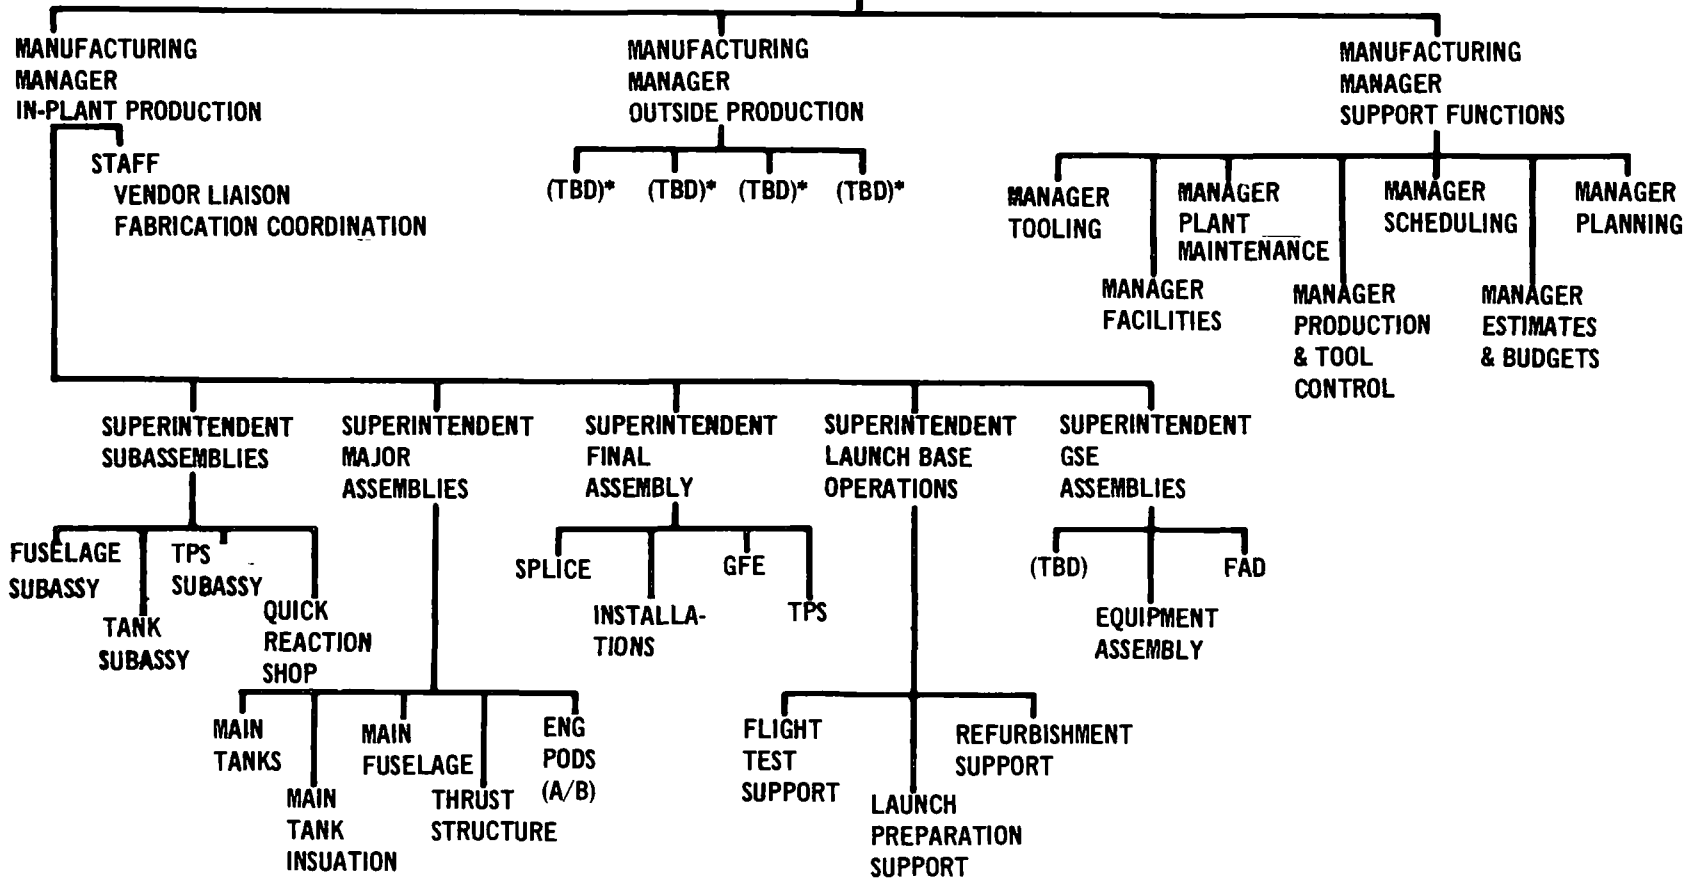 MANUFACTURING
MANAGER
IN-PLANT PRODUCTION
STAFF
VENDOR LIAISON
FABRICATION COORDINATION
MANUFACTURING
MANAGER
OUTSIDE PRODUCTION
(TBD)* (TBD)* (TBD)* (TBD)*
MANUFACTURING
MANAGER
SUPPORT FUNCTIONS
MANAGER
TOOLING
MANAGER
FACILITIES
MANAGER
PLANT
MAINTENANCE
MANAGER
PRODUCTION
& TOOL
CONTROL
MANAGER
SCHEDULING
MANAGER
ESTIMATES
& BUDGETS
MANAGER
PLANNING
SUPERINTENDENT
SUBASSEMBLIES
FUSELAGE
SUBASSY
TANK
SUBASSY
TPS
SUBASSY
QUICK
REACTION
SHOP
SUPERINTENDENT
MAJOR
ASSEMBLIES
MAIN
TANKS
MAIN
TANK
INSUATION
MAIN
FUSELAGE
THRUST
STRUCTURE
ENG
PODS
(A/B)
SUPERINTENDENT
FINAL
ASSEMBLY
SPLICE
INSTALLA-
TIONS
GFE
TPS
SUPERINTENDENT
LAUNCH BASE
OPERATIONS
FLIGHT
TEST
SUPPORT
LAUNCH
PREPARATION
SUPPORT
REFURBISHMENT
SUPPORT
SUPERINTENDENT
GSE
ASSEMBLIES
(TBD)
EQUIPMENT
ASSEMBLY
FAD